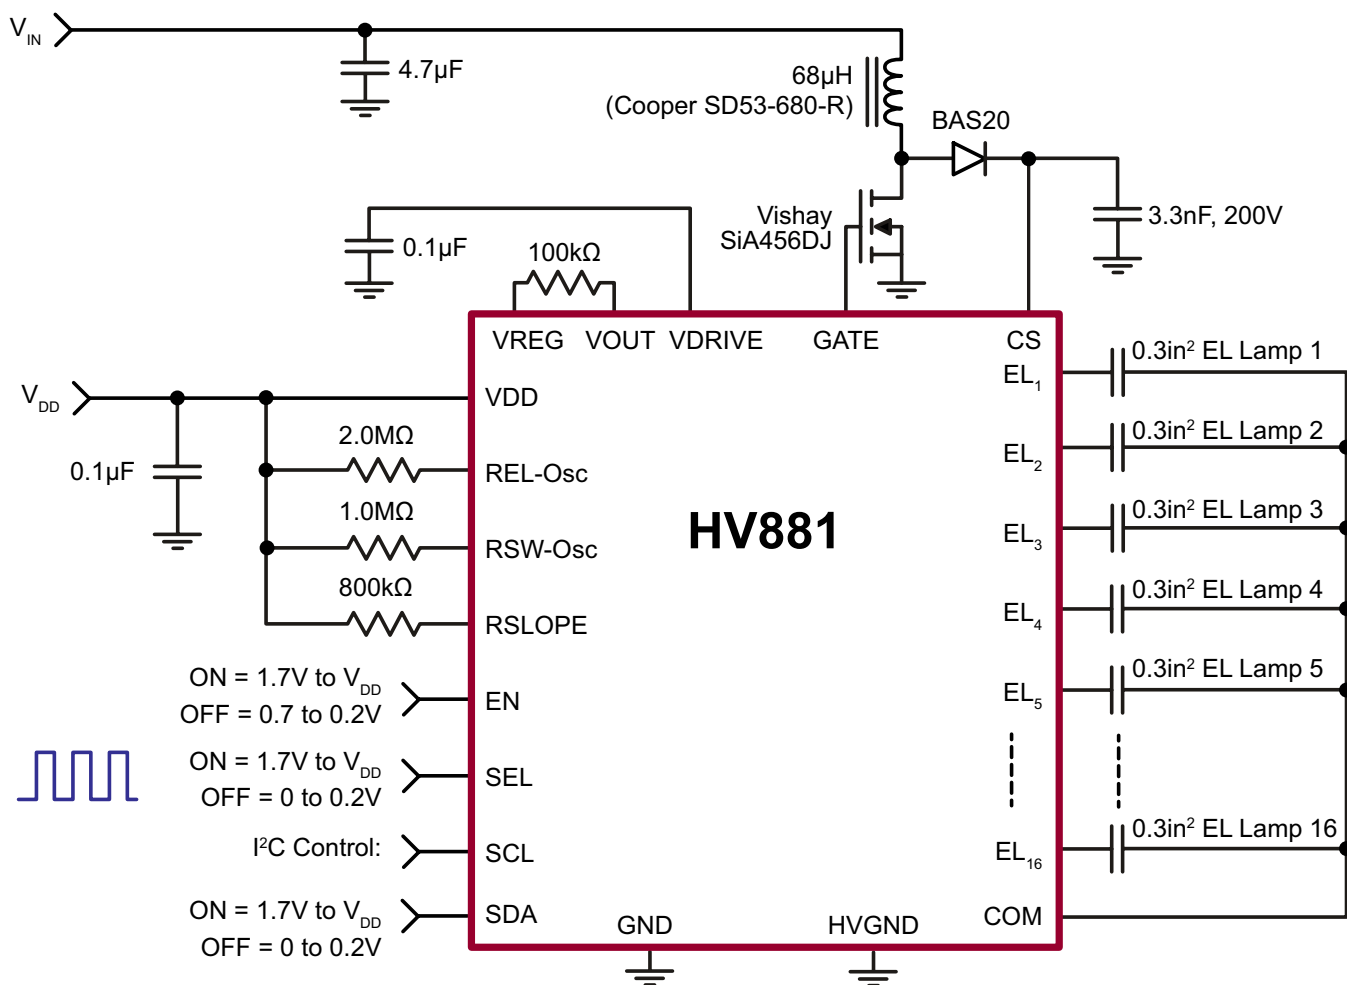 V_IN
4.7µF
68µH
(Cooper SD53-680-R)
BAS20
Vishay
SiA456DJ
3.3nF, 200V
0.1µF
100kΩ
VREG
VOUT
VDRIVE
GATE
CS
V_DD
VDD
0.1µF
2.0MΩ
REL-Osc
1.0MΩ
RSW-Osc
800kΩ
RSLOPE
ON = 1.7V to V_DD
OFF = 0.7 to 0.2V
EN
ON = 1.7V to V_DD
OFF = 0 to 0.2V
SEL
I²C Control:
SCL
ON = 1.7V to V_DD
OFF = 0 to 0.2V
SDA
HV881
EL₁
0.3in² EL Lamp 1
EL₂
0.3in² EL Lamp 2
EL₃
0.3in² EL Lamp 3
EL₄
0.3in² EL Lamp 4
EL₅
0.3in² EL Lamp 5
EL₁₆
0.3in² EL Lamp 16
COM
GND
HVGND